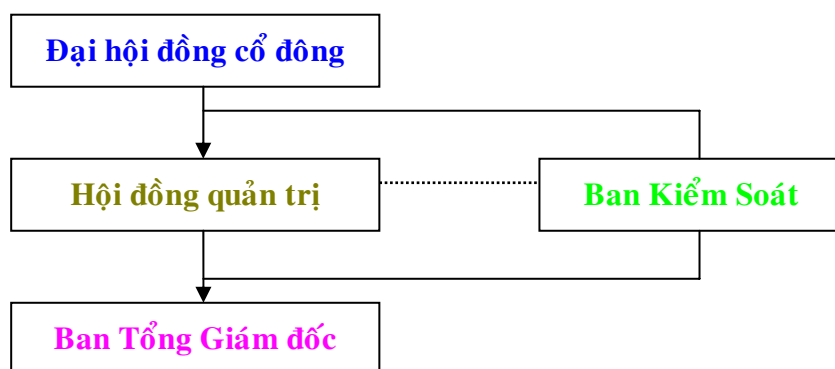 Đại hội đồng cổ đông
Hội đồng quản trị
Ban Kiểm Soát
Ban Tổng Giám đốc